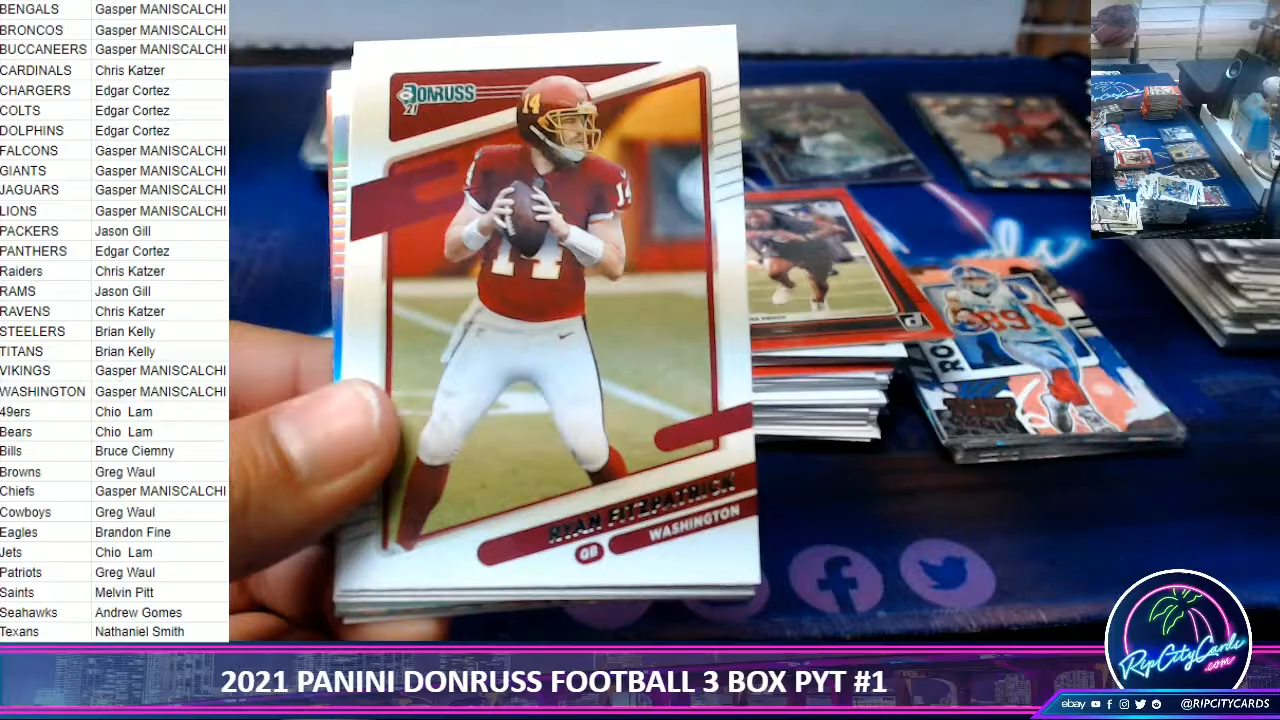 BENGALS Gasper MANISCALCHI
BRONCOS Gasper MANISCALCHI
BUCCANEERS Gasper MANISCALCHI
CARDINALS Chris Katzer
CHARGERS Edgar Cortez
COLTS Edgar Cortez
DOLPHINS Edgar Cortez
FALCONS Gasper MANISCALCHI
GIANTS Gasper MANISCALCHI
JAGUARS Gasper MANISCALCHI
LIONS Gasper MANISCALCHI
PACKERS Jason Gill
PANTHERS Edgar Cortez
Raiders Chris Katzer
RAMS Jason Gill
RAVENS Chris Katzer
STEELERS Brian Kelly
TITANS Brian Kelly
VIKINGS Gasper MANISCALCHI
WASHINGTON Gasper MANISCALCHI
49ers Chio Lam
Bears Chio Lam
Bills Bruce Ciemny
Browns Greg Waul
Chiefs Gasper MANISCALCHI
Cowboys Greg Waul
Eagles Brandon Fine
Jets Chio Lam
Patriots Greg Waul
Saints Melvin Pitt
Seahawks Andrew Gomes
Texans Nathaniel Smith
DONRUSS
21
14
14
14
RYAN FITZPATRICK
QB WASHINGTON
89
RO
RipCityCards
.com
2021 PANINI DONRUSS FOOTBALL 3 BOX PYT #1
ebay @RIPCITYCARDS